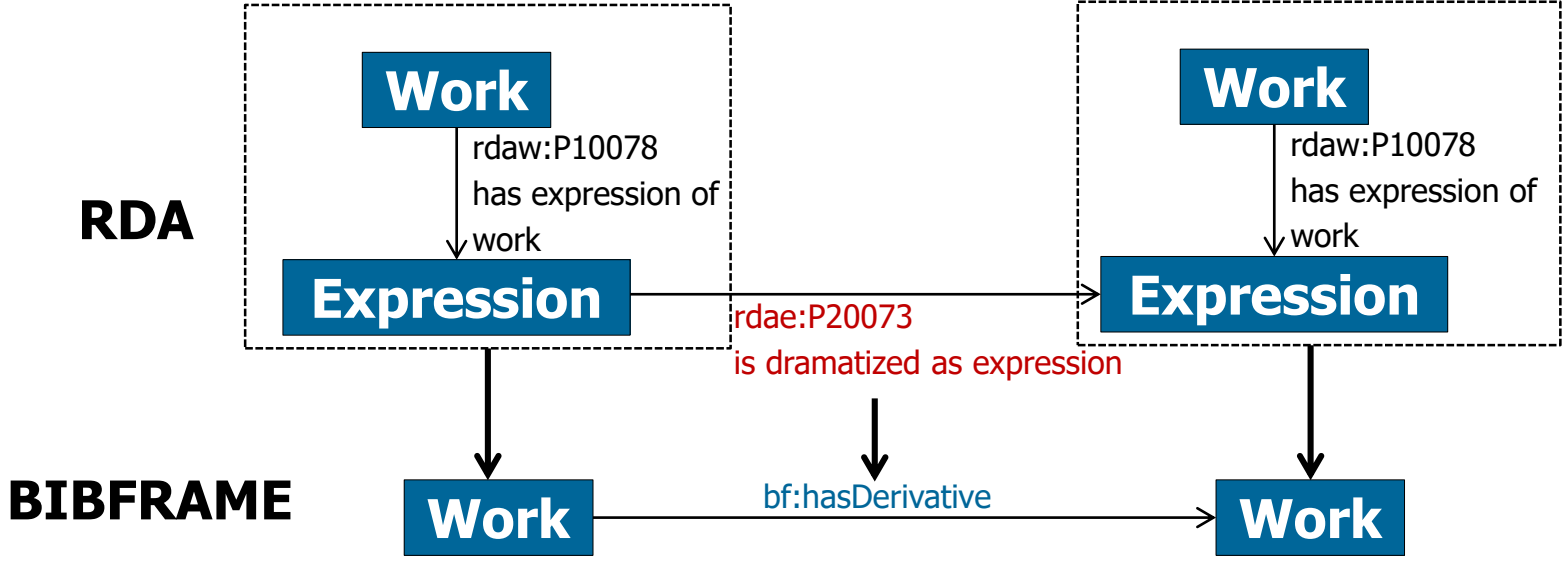 Work
Work
rdaw:P10078
has expression of
work
rdaw:P10078
has expression of
work
RDA
Expression
Expression
rdae:P20073
is dramatized as expression
BIBFRAME
Work
bf:hasDerivative
Work